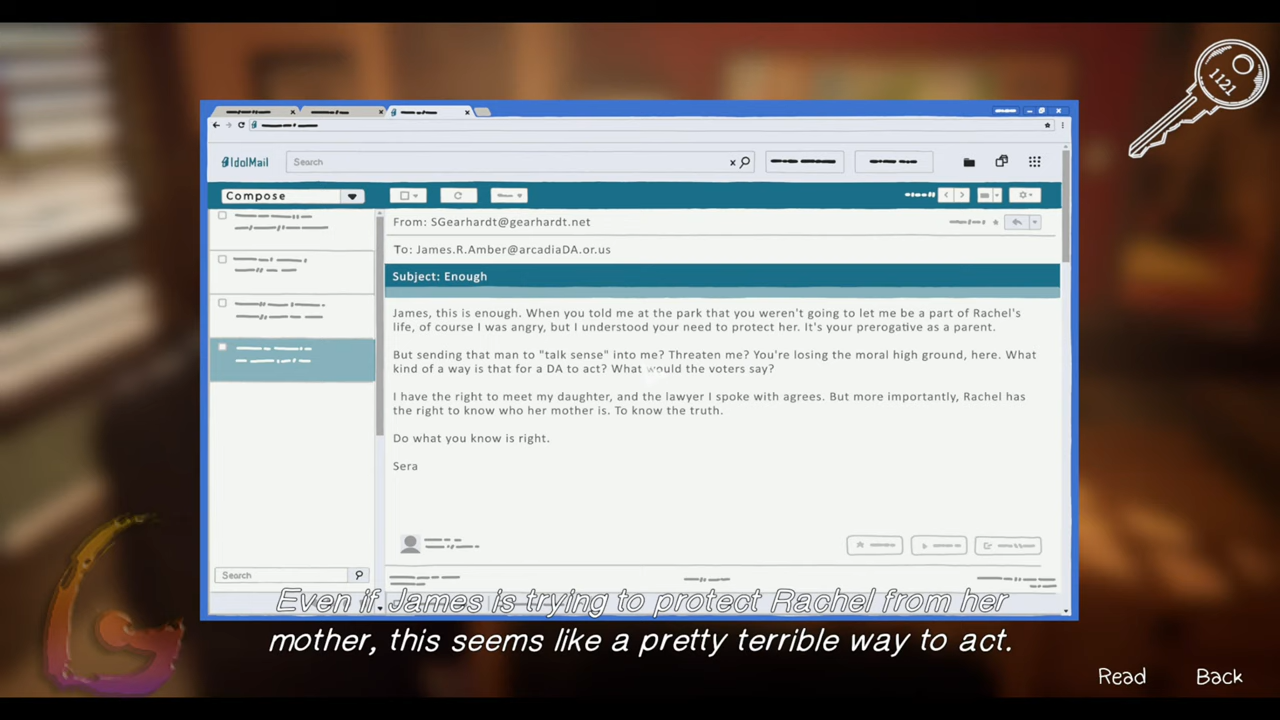 1121
IdolMail
Search
Compose
From: SGearhardt@gearhardt.net
To: James.R.Amber@arcadiaDA.or.us
Subject: Enough
James, this is enough. When you told me at the park that you weren't going to let me be a part of Rachel's
life, of course I was angry, but I understood your need to protect her. It's your prerogative as a parent.
But sending that man to "talk sense" into me? Threaten me? You're losing the moral high ground, here. What
kind of a way is that for a DA to act? What would the voters say?
I have the right to meet my daughter, and the lawyer I spoke with agrees. But more importantly, Rachel has
the right to know who her mother is. To know the truth.
Do what you know is right.
Sera
Search
Even if James is trying to protect Rachel from her
mother, this seems like a pretty terrible way to act.
Read
Back